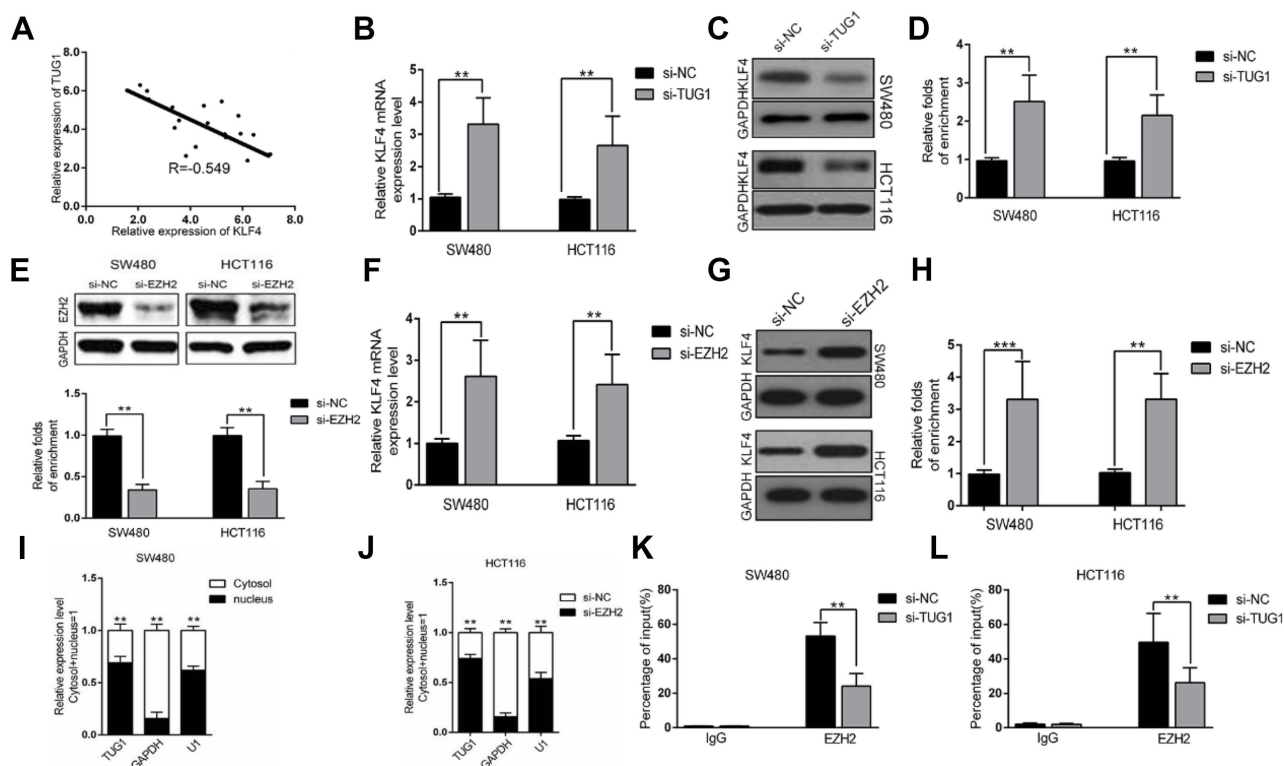 A
Relative expression of TUG1
8.0
6.0
4.0
2.0
0.0
R=-0.549
0.0 2.0 4.0 6.0 8.0
Relative expression of KLF4
B
Relative KLF4 mRNA
expression level
5
4
3
2
1
0
** **
si-NC
si-TUG1
SW480 HCT116
C
si-NC si-TUG1
KLF4
GAPDH
SW480
KLF4
GAPDH
HCT116
D
Relative folds
of enrichment
4
3
2
1
0
** **
si-NC
si-TUG1
SW480 HCT116
E
SW480 HCT116
si-NC si-EZH2 si-NC si-EZH2
EZH2
GAPDH
Relative folds
of enrichment
1.5
1.0
0.5
0.0
** **
si-NC
si-EZH2
SW480 HCT116
F
Relative KLF4 mRNA
expression level
4
3
2
1
0
** **
si-NC
si-EZH2
SW480 HCT116
G
si-NC si-EZH2
KLF4
GAPDH
SW480
KLF4
GAPDH
HCT116
H
Relative folds
of enrichment
5
4
3
2
1
0
*** **
si-NC
si-EZH2
SW480 HCT116
I
SW480
Relative expression level
Cytosol+nucleus=1
1.5
1.0
0.5
0.0
** ** **
Cytosol
nucleus
TUG1 GAPDH U1
J
HCT116
Relative expression level
Cytosol+nucleus=1
1.5
1.0
0.5
0.0
** ** **
si-NC
si-EZH2
TUG1 GAPDH U1
K
SW480
Percentage of input(%)
80
60
40
20
0
**
si-NC
si-TUG1
IgG EZH2
L
HCT116
Percentage of input(%)
80
60
40
20
0
**
si-NC
si-TUG1
IgG EZH2